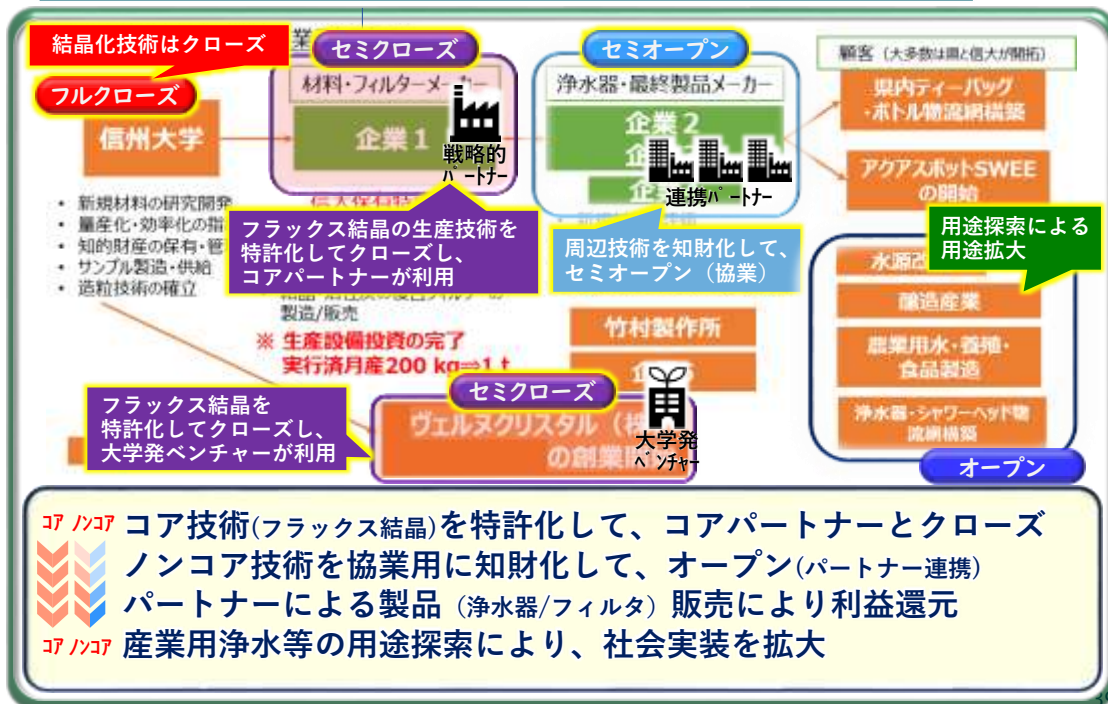 結晶化技術はクローズ
業
セミクローズ
セミオープン
顧客（大多数は県と信大が開拓）
フルクローズ
材料・フィルターメーカー
浄水器・最終製品メーカー
県内ティーバッグ
・ボトル物流網構築
信州大学
企業１
戦略的
パートナー
企業２
連携パートナー
アクアスポットSWEE
の開始
・新規材料の研究開発
・量産化・効率化の指
・知的財産の保有・管
・サンプル製造・供給
・造粒技術の確立
フラックス結晶の生産技術を
特許化してクローズし、
コアパートナーが利用
周辺技術を知財化して、
セミオープン（協業）
用途探索による
用途拡大
水源
醸造産業
製造/販売
※ 生産設備投資の完了
実行済月産200 kg⇒1 t
竹村製作所
農業用水・養殖・
食品製造
浄水器・シャワーヘッド物
流網構築
セミクローズ
フラックス結晶を
特許化してクローズし、
大学発ベンチャーが利用
ヴェルヌクリスタル（株
の創業
大学発
ベンチャー
オープン
コア ノンコア
コア技術(フラックス結晶)を特許化して、コアパートナーとクローズ
ノンコア技術を協業用に知財化して、オープン(パートナー連携)
パートナーによる製品（浄水器/フィルタ）販売により利益還元
コア ノンコア
産業用浄水等の用途探索により、社会実装を拡大